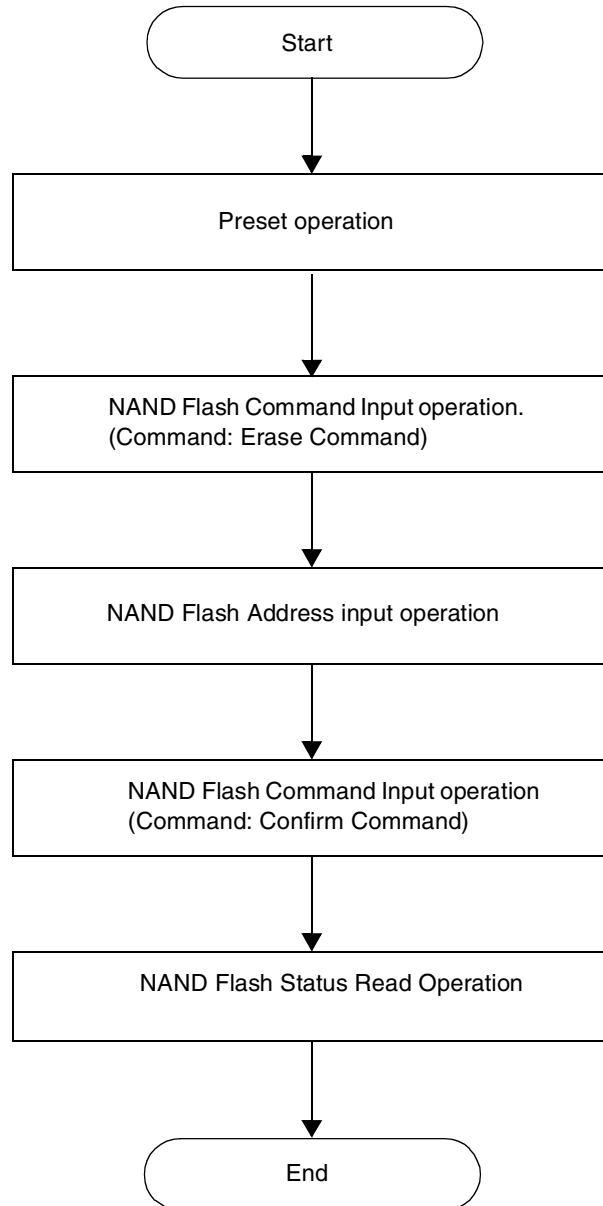 Start
Preset operation
NAND Flash Command Input operation.
(Command: Erase Command)
NAND Flash Address input operation
NAND Flash Command Input operation
(Command: Confirm Command)
NAND Flash Status Read Operation
End